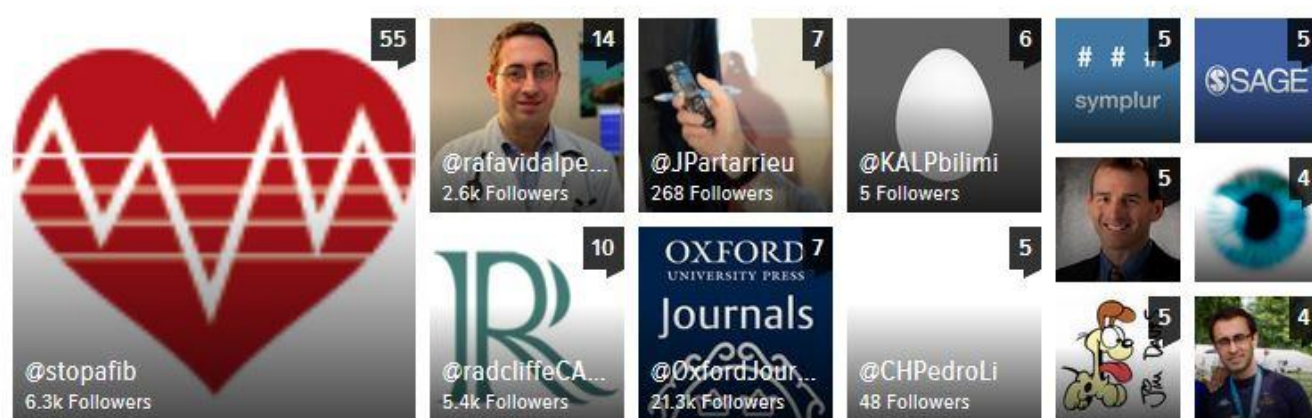 55
@stopafib
6.3k Followers
14
@rafavidalpe...
2.6k Followers
7
@JPartarrieu
268 Followers
6
@KALPbilimi
5 Followers
5
# # #
symplur
5
SAGE
5
4
10
R
@radcliffeCA...
5.4k Followers
OXFORD
UNIVERSITY PRESS
7
Journals
@OxfordJour...
21.3k Followers
5
@CHPedroLi
48 Followers
5
JIM DAVIS
4